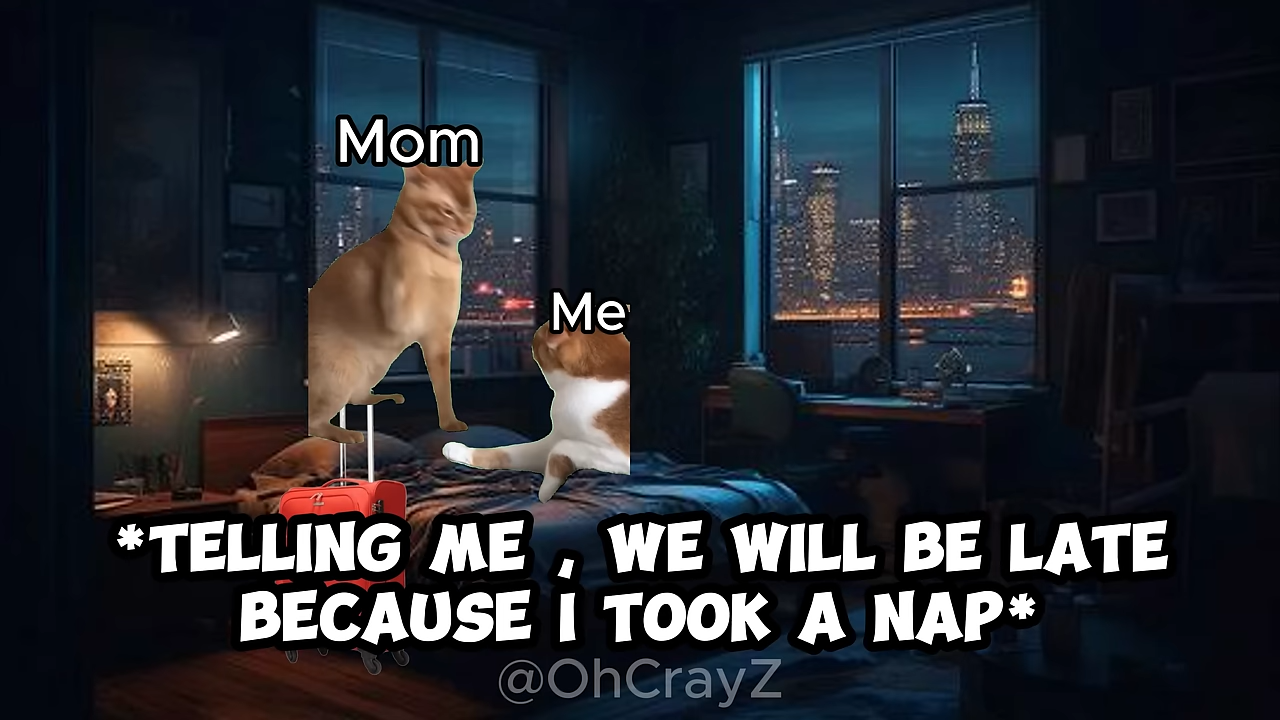 Mom
Me
*TELLING ME , WE WILL BE LATE
BECAUSE I TOOK A NAP*
@OhCrayZ